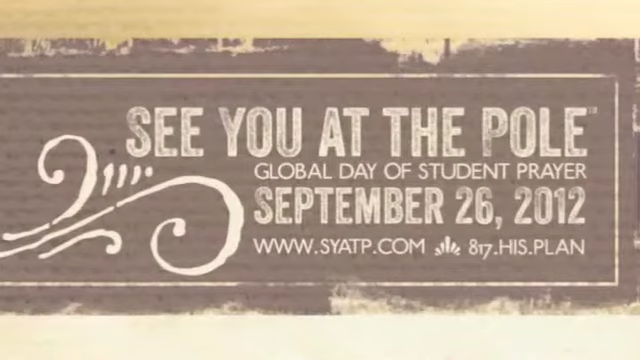 SEE YOU AT THE POLE™
GLOBAL DAY OF STUDENT PRAYER
SEPTEMBER 26, 2012
WWW.SYATP.COM 817.HIS.PLAN